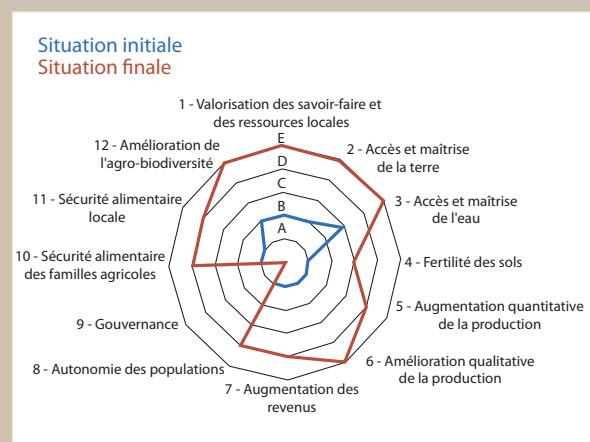 Situation initiale
Situation finale
1 - Valorisation des savoir-faire et
des ressources locales
E
D
C
B
A
2 - Accès et maîtrise
de la terre
3 - Accès et maîtrise
de l'eau
4 - Fertilité des sols
5 - Augmentation quantitative
de la production
6 - Amélioration qualitative
de la production
7 - Augmentation des
revenus
8 - Autonomie des populations
9 - Gouvernance
10 - Sécurité alimentaire
des familles agricoles
11 - Sécurité alimentaire
locale
12 - Amélioration de
l'agro-biodiversité